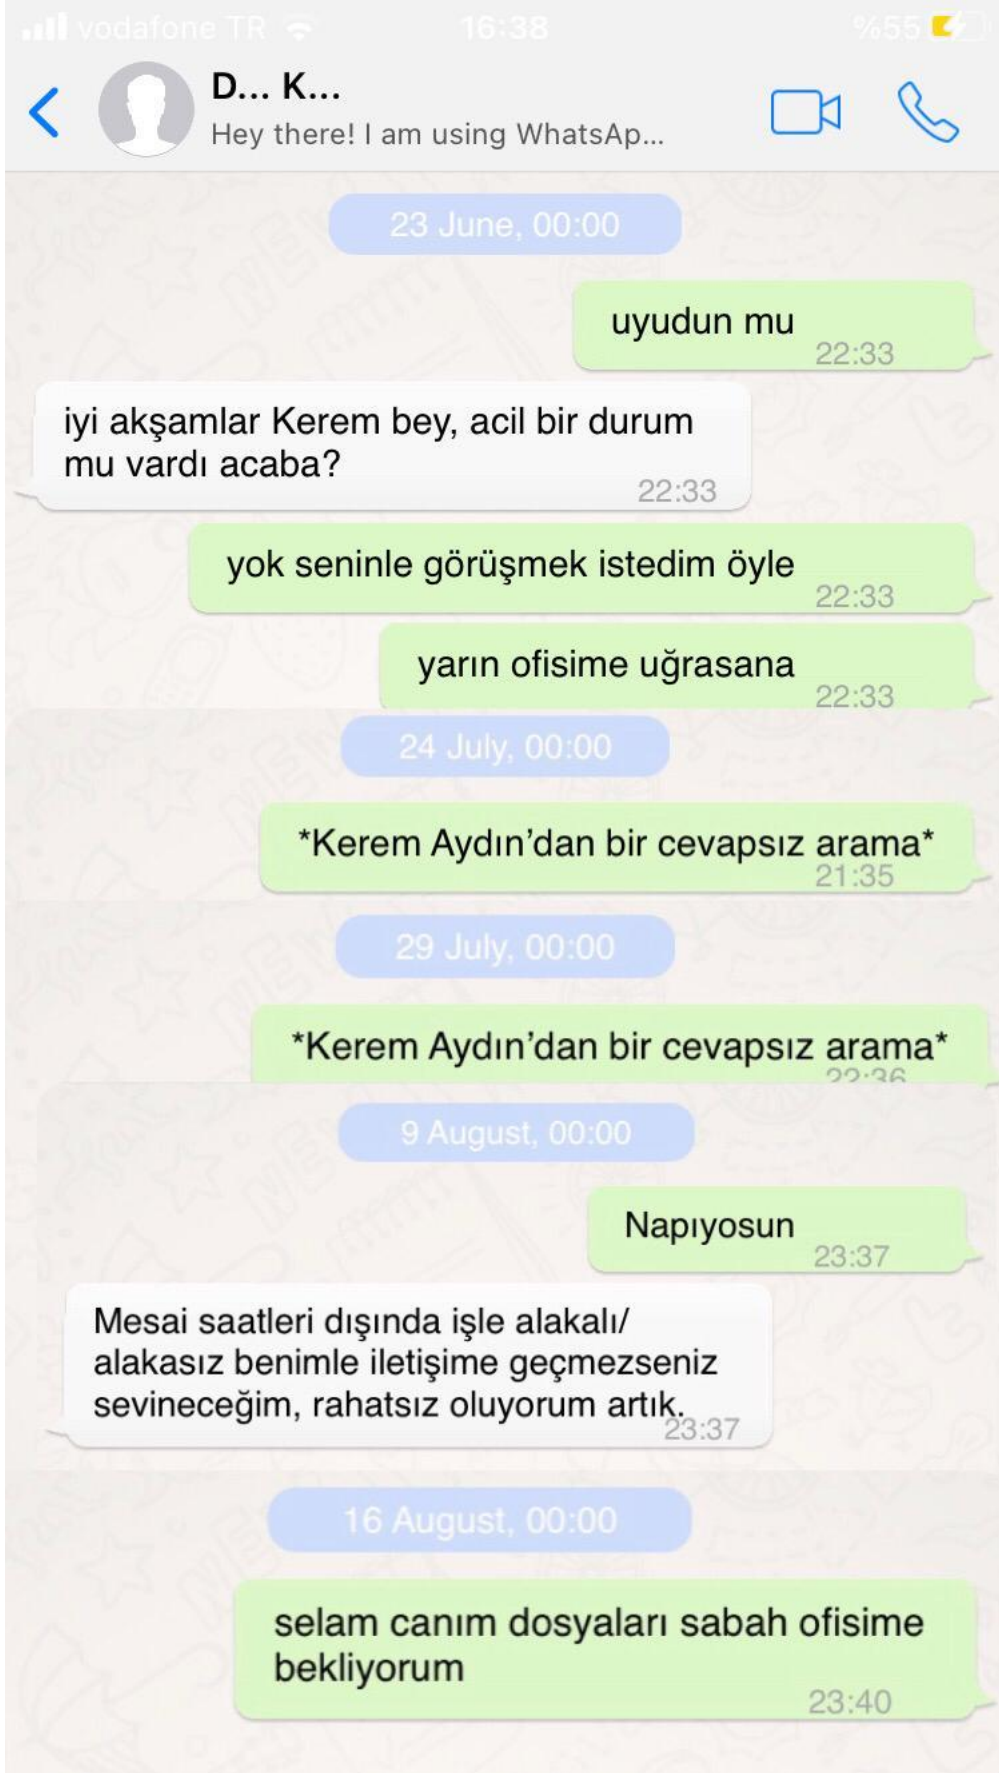 vodafone TR 16:38 %55
D... K...
Hey there! I am using WhatsAp...
23 June, 00:00
uyudun mu
22:33
iyi akşamlar Kerem bey, acil bir durum
mu vardı acaba?
22:33
yok seninle görüşmek istedim öyle
22:33
yarın ofisime uğrasana
22:33
24 July, 00:00
*Kerem Aydın’dan bir cevapsız arama*
21:35
29 July, 00:00
*Kerem Aydın’dan bir cevapsız arama*
22:36
9 August, 00:00
Napıyosun
23:37
Mesai saatleri dışında işle alakalı/
alakasız benimle iletişime geçmezseniz
sevineceğim, rahatsız oluyorum artık.
23:37
16 August, 00:00
selam canım dosyaları sabah ofisime
bekliyorum
23:40